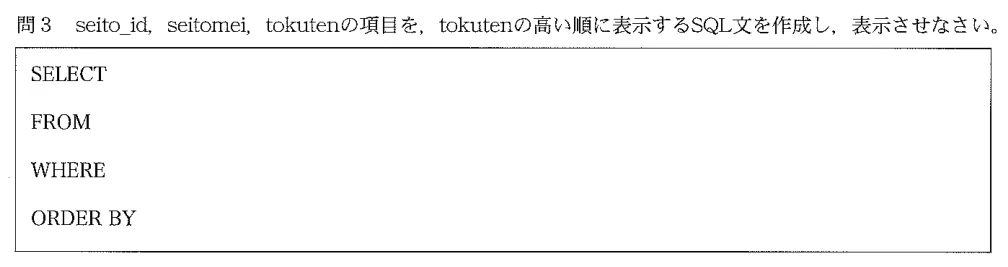 問3 seito_id, seitomei, tokutenの項目を，tokutenの高い順に表示するSQL文を作成し，表示させなさい。
SELECT
FROM
WHERE
ORDER BY